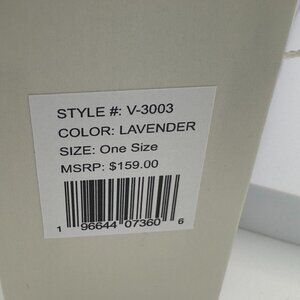 STYLE #: V-3003
COLOR: LAVENDER
SIZE: One Size
MSRP: $159.00
1 96644 07360 6